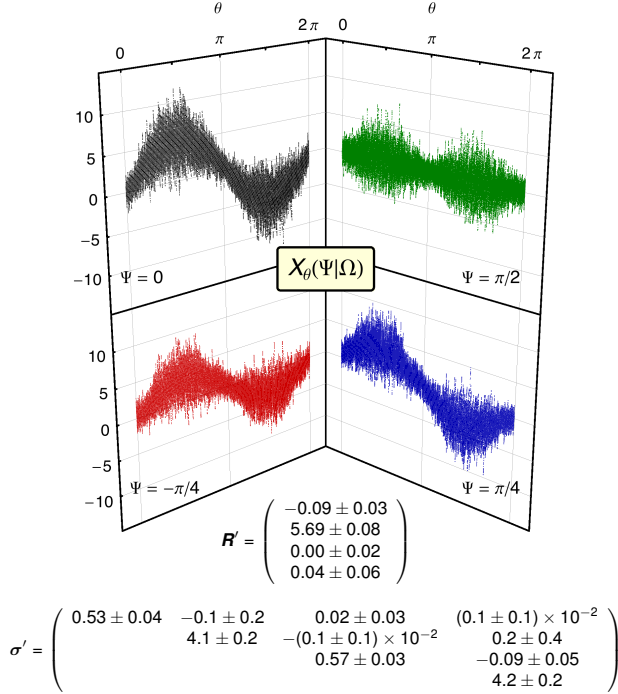 θ θ
0 π 2π 0 π 2π
10
5
0
−5
−10
Ψ = 0
Ψ = π/2
X_θ(Ψ|Ω)
10
5
0
−5
−10
Ψ = −π/4
Ψ = π/4
−0.09 ± 0.03
5.69 ± 0.08
R′ =
0.00 ± 0.02
0.04 ± 0.06
0.53 ± 0.04 −0.1 ± 0.2 0.02 ± 0.03 (0.1 ± 0.1) × 10⁻²
4.1 ± 0.2 −(0.1 ± 0.1) × 10⁻² 0.2 ± 0.4
σ′ =
0.57 ± 0.03 −0.09 ± 0.05
4.2 ± 0.2